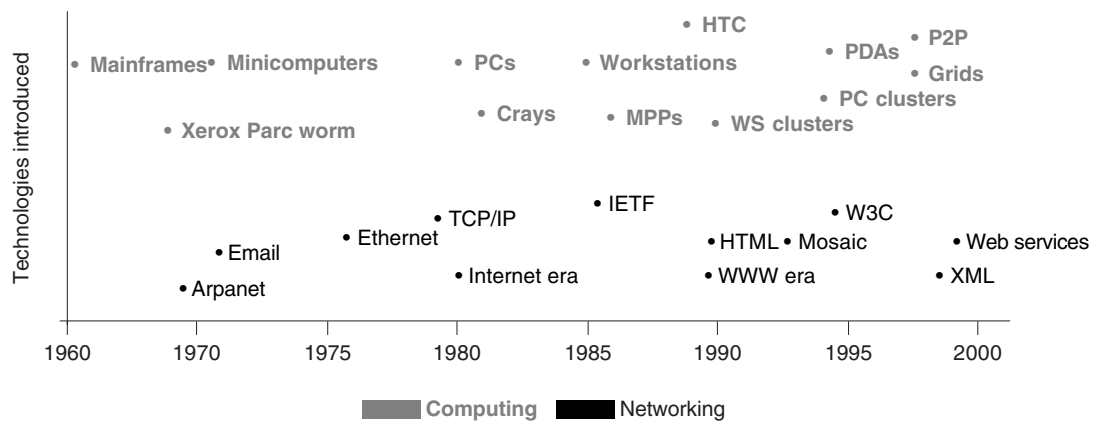 Technologies introduced
HTC
P2P
PDAs
Mainframes
Minicomputers
PCs
Workstations
Grids
PC clusters
Crays
MPPs
WS clusters
Xerox Parc worm
IETF
TCP/IP
W3C
Ethernet
HTML
Mosaic
Web services
Email
Internet era
WWW era
XML
Arpanet
1960 1970 1975 1980 1985 1990 1995 2000
Computing Networking